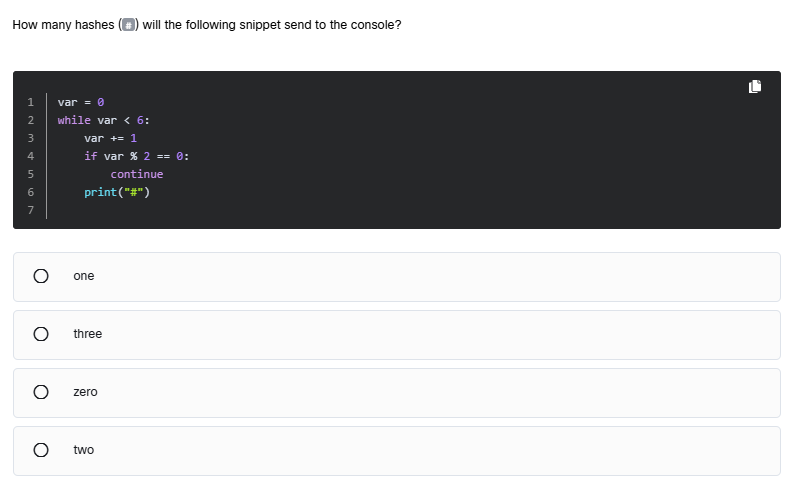 How many hashes (#) will the following snippet send to the console?
1 var = 0
2 while var < 6:
3     var += 1
4     if var % 2 == 0:
5         continue
6     print("#")
7
one
three
zero
two